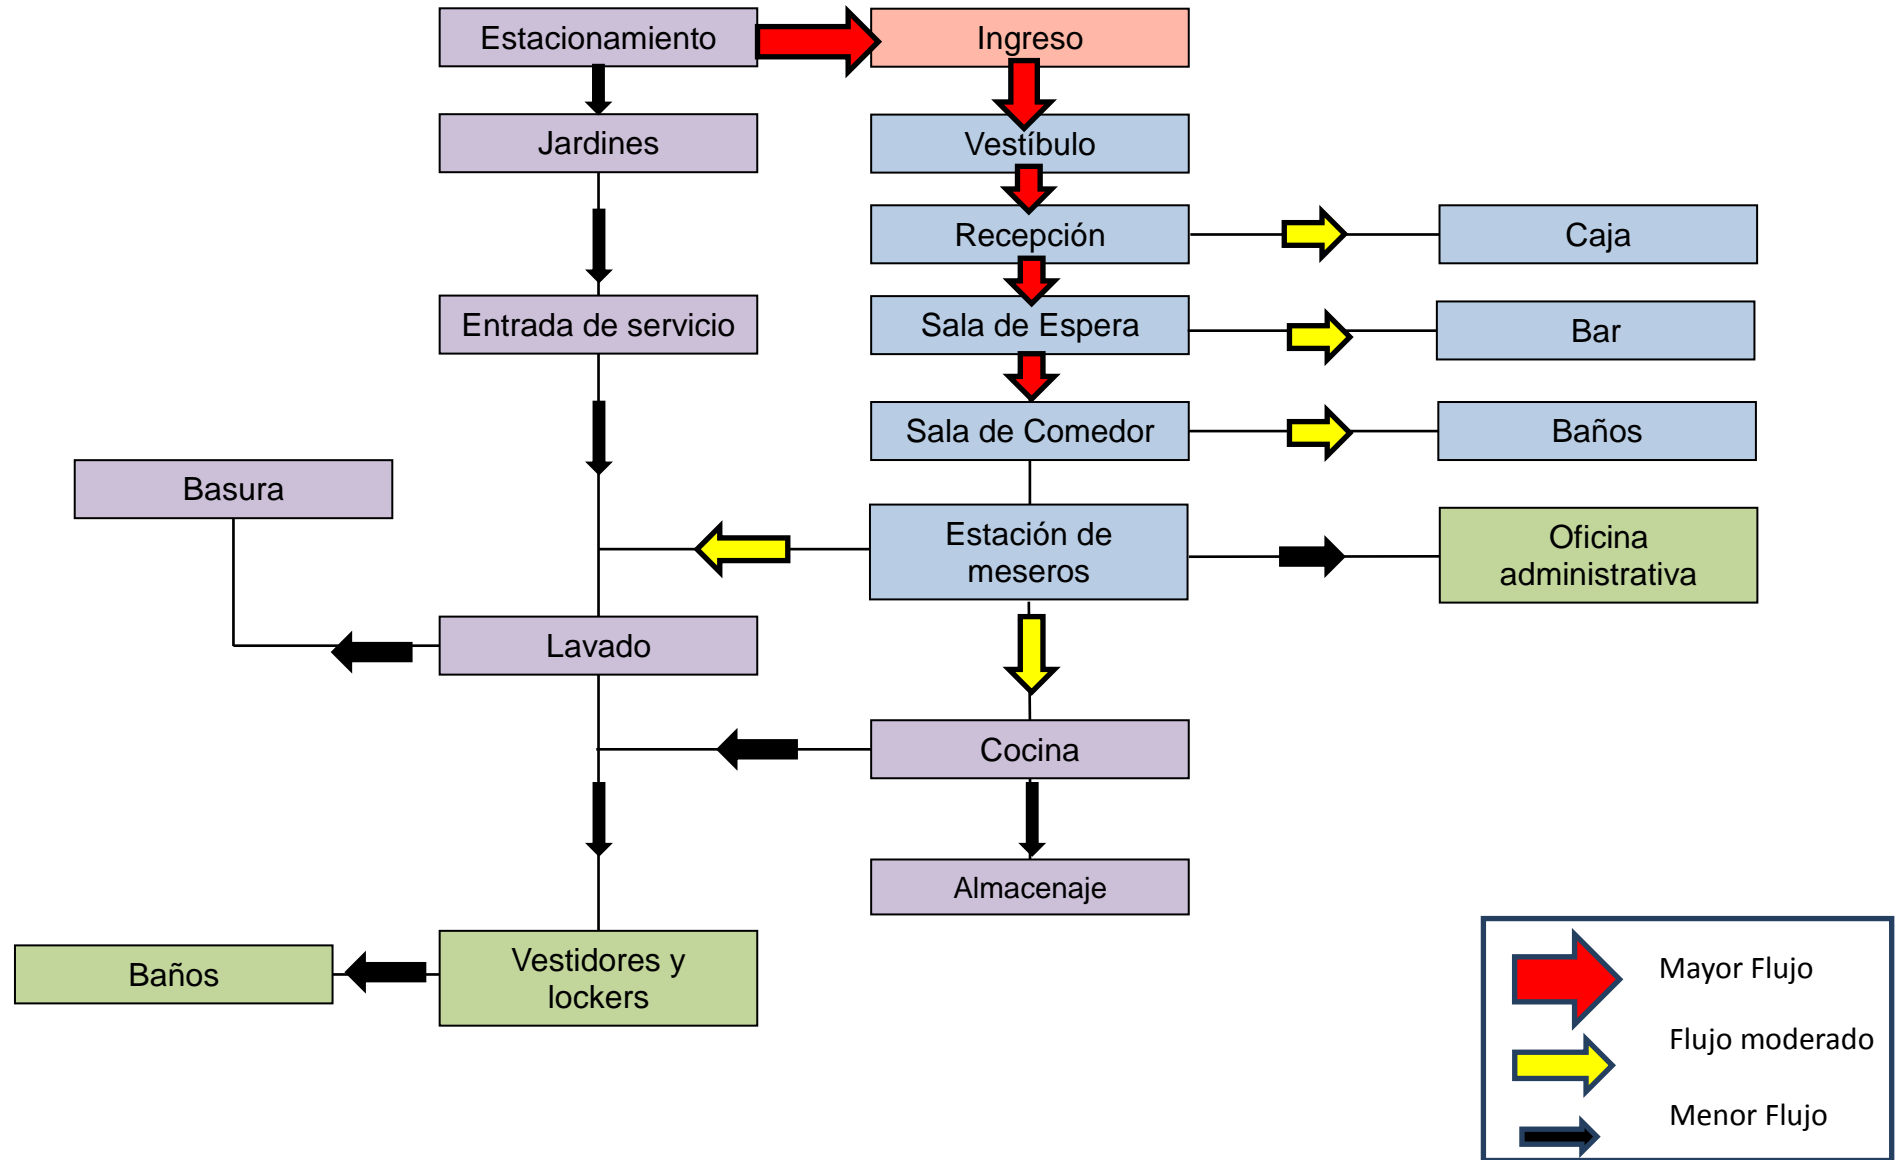 Estacionamiento
Ingreso
Jardines
Vestíbulo
Recepción
Caja
Entrada de servicio
Sala de Espera
Bar
Sala de Comedor
Baños
Basura
Estación de
meseros
Oficina
administrativa
Lavado
Cocina
Almacenaje
Baños
Vestidores y
lockers
Mayor Flujo
Flujo moderado
Menor Flujo